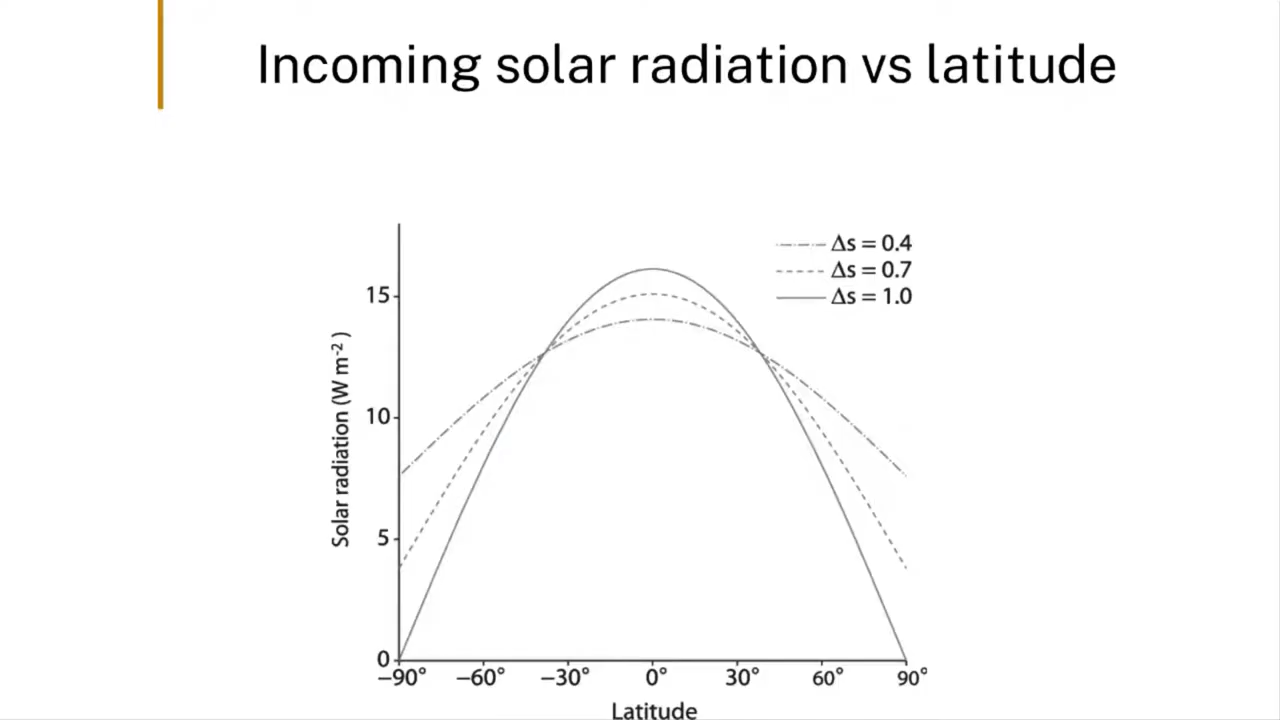 Incoming solar radiation vs latitude
Δs = 0.4
Δs = 0.7
Δs = 1.0
Solar radiation (W m⁻²)
15
10
5
0
−90° −60° −30° 0° 30° 60° 90°
Latitude